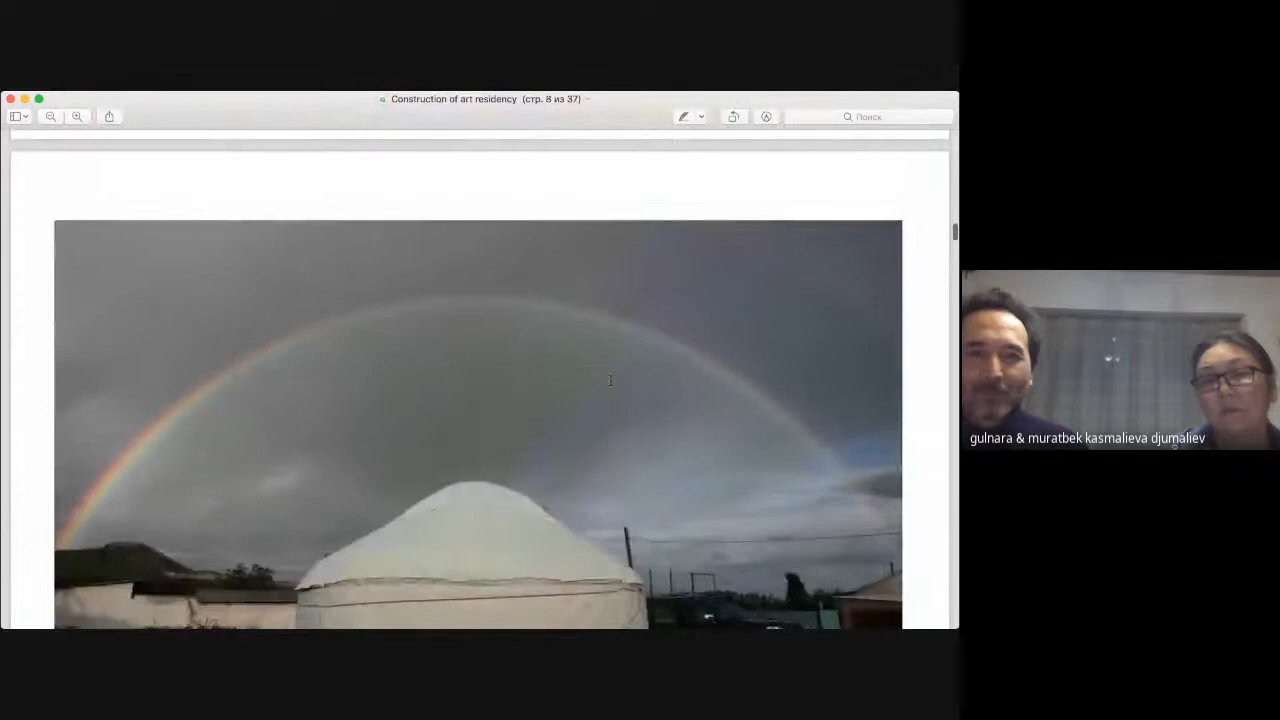 Construction of art residency (стр. 8 из 37)
Поиск
gulnara & muratbek kasmalieva djumaliev